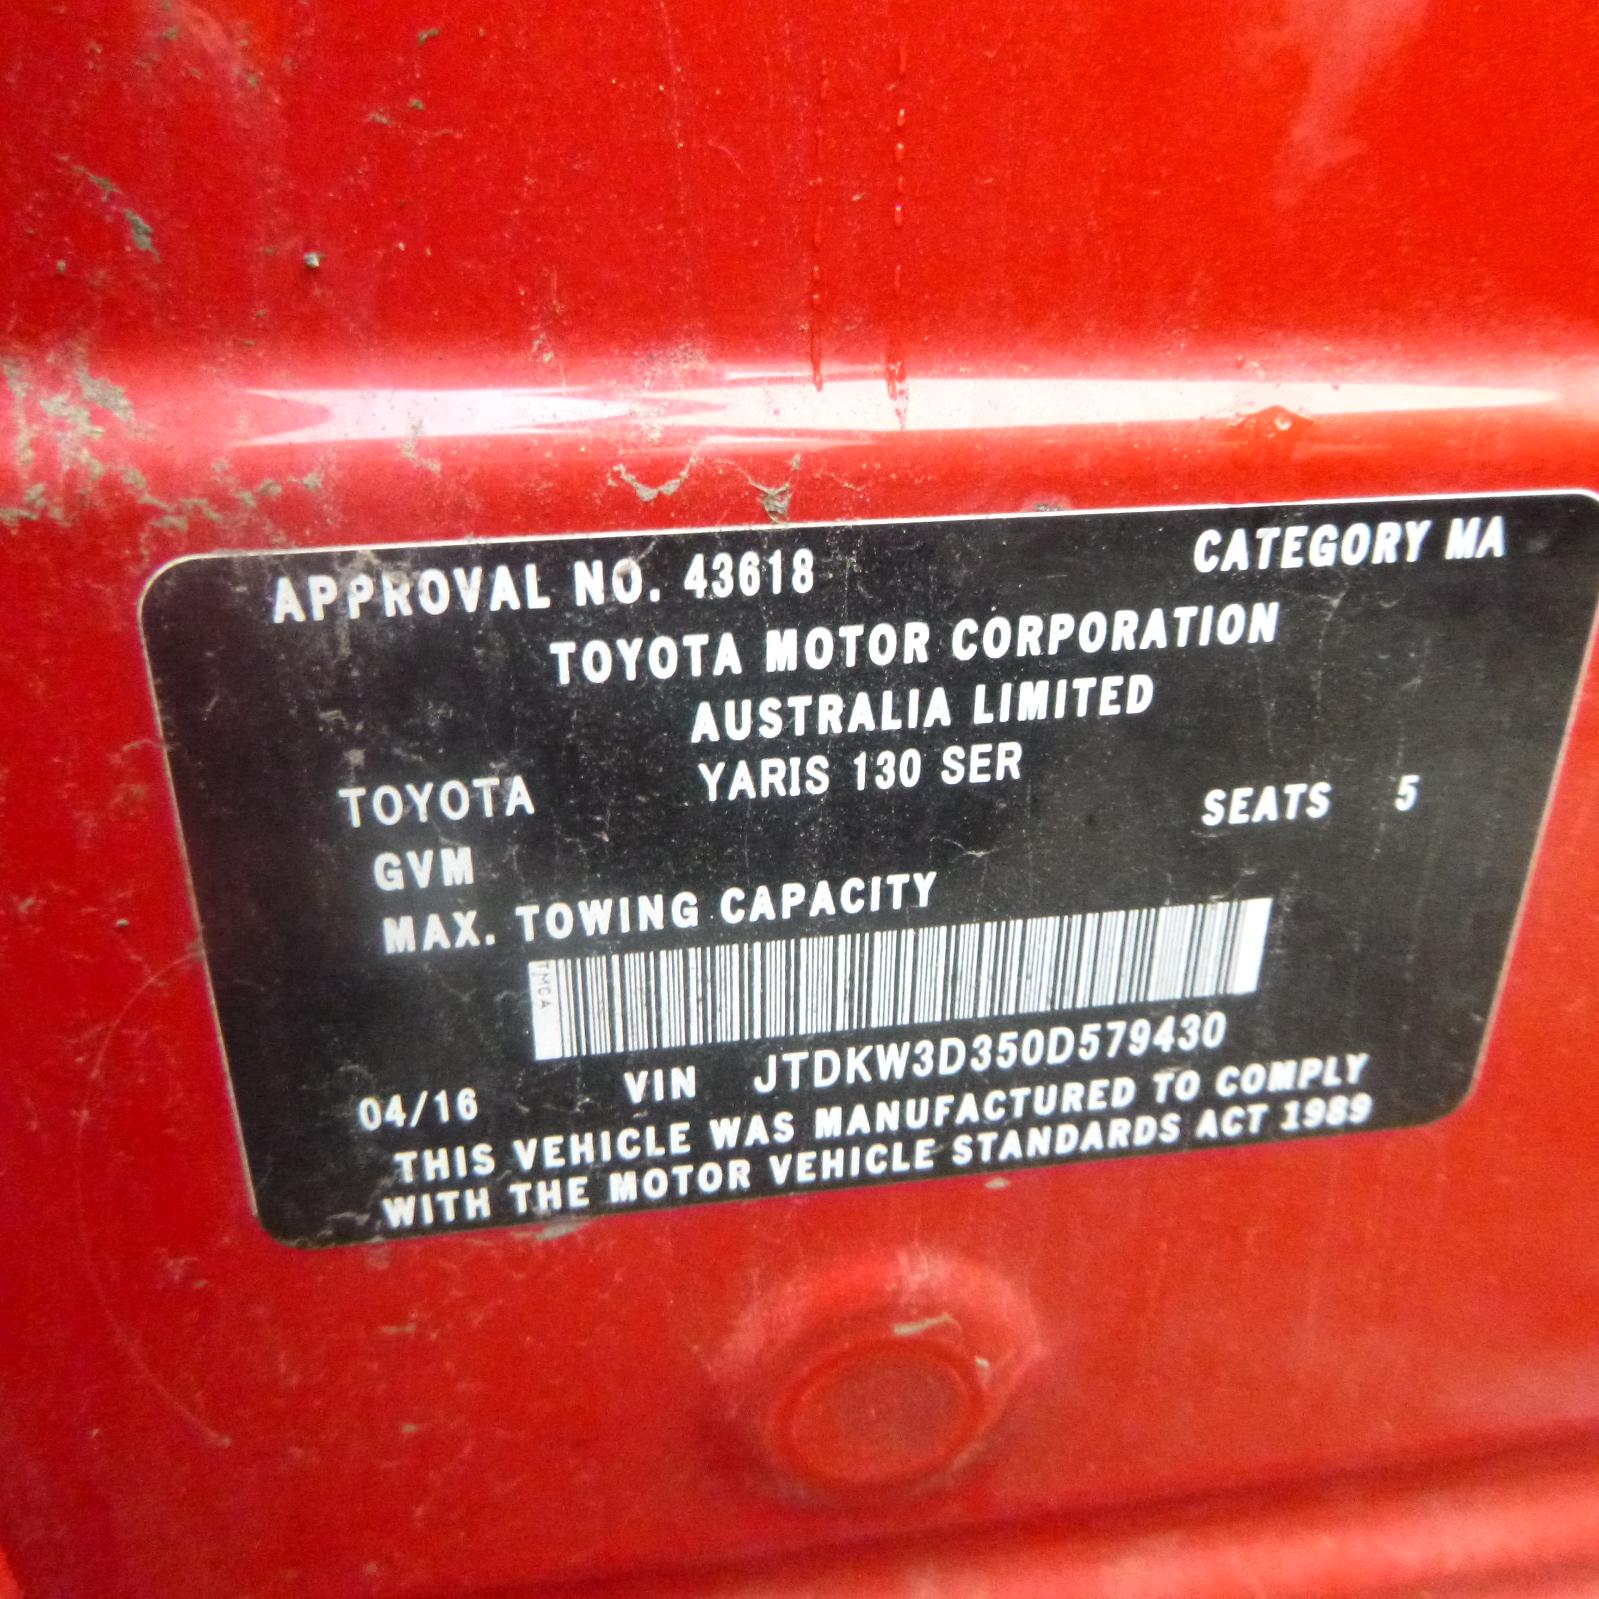 APPROVAL NO. 43618 CATEGORY MA
TOYOTA MOTOR CORPORATION
AUSTRALIA LIMITED
TOYOTA YARIS 130 SER
SEATS 5
GVM
MAX. TOWING CAPACITY
TMCA
04/16 VIN JTDKW3D350D579430
THIS VEHICLE WAS MANUFACTURED TO COMPLY
WITH THE MOTOR VEHICLE STANDARDS ACT 1989